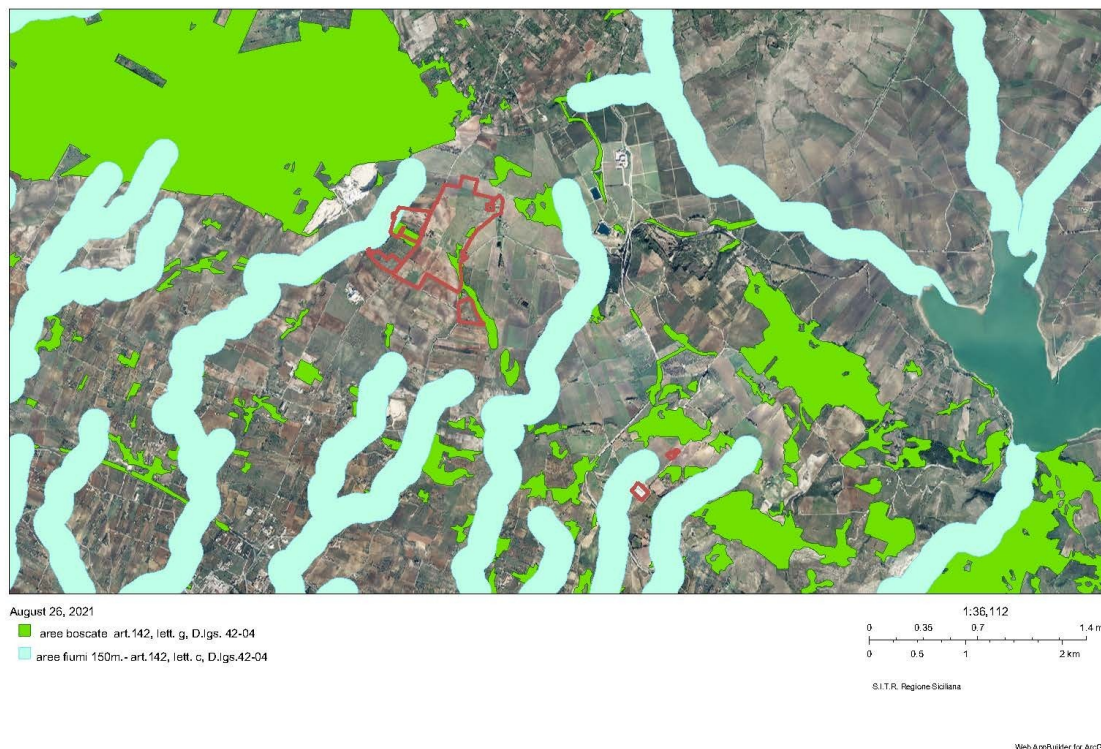 August 26, 2021
aree boscate art.142, lett. g, D.lgs. 42-04
aree fiumi 150m.- art.142, lett. c, D.lgs.42-04
1:36,112
0 0.35 0.7 1.4 m
0 0.5 1 2 km
S.I.T.R. Regione Siciliana
Web AppBuilder for ArcG